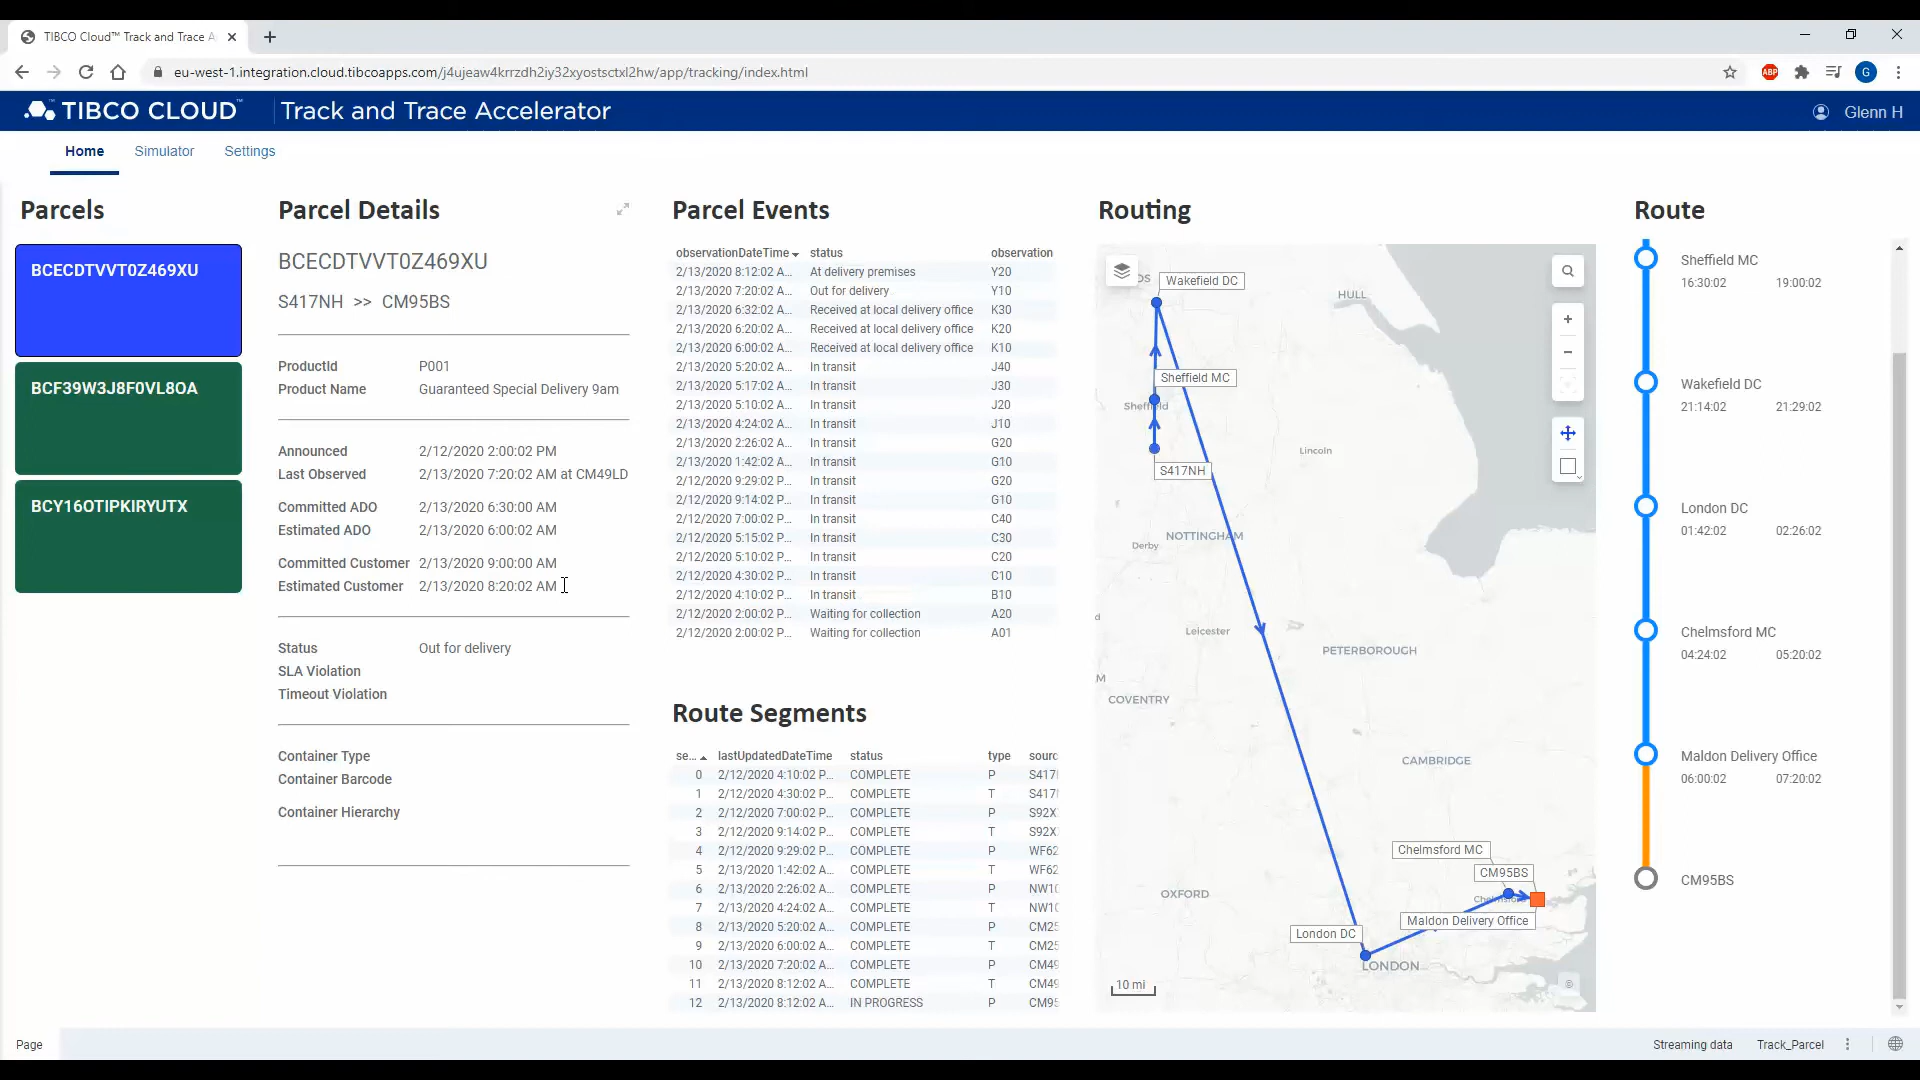 TIBCO Cloud™ Track and Trace A
eu-west-1.integration.cloud.tibcoapps.com/j4ujeaw4krrzdh2iy32xyostsctxl2hw/app/tracking/index.html
ABP
G
TIBCO CLOUD™
Track and Trace Accelerator
Glenn H
Home
Simulator
Settings
Parcels
BCECDTVVT0Z469XU
BCF39W3J8F0VL8OA
BCY16OTIPKIRYUTX
Parcel Details
BCECDTVVT0Z469XU
S417NH >> CM95BS
ProductId P001
Product Name Guaranteed Special Delivery 9am
Announced 2/12/2020 2:00:02 PM
Last Observed 2/13/2020 7:20:02 AM at CM49LD
Committed ADO 2/13/2020 6:30:00 AM
Estimated ADO 2/13/2020 6:00:02 AM
Committed Customer 2/13/2020 9:00:00 AM
Estimated Customer 2/13/2020 8:20:02 AM
Status Out for delivery
SLA Violation
Timeout Violation
Container Type
Container Barcode
Container Hierarchy
Parcel Events
observationDateTime status observation
2/13/2020 8:12:02 A... At delivery premises Y20
2/13/2020 7:20:02 A... Out for delivery Y10
2/13/2020 6:32:02 A... Received at local delivery office K30
2/13/2020 6:20:02 A... Received at local delivery office K20
2/13/2020 6:00:02 A... Received at local delivery office K10
2/13/2020 5:20:02 A... In transit J40
2/13/2020 5:17:02 A... In transit J30
2/13/2020 5:10:02 A... In transit J20
2/13/2020 4:24:02 A... In transit J10
2/13/2020 2:26:02 A... In transit G20
2/13/2020 1:42:02 A... In transit G10
2/12/2020 9:29:02 P... In transit G20
2/12/2020 9:14:02 P... In transit G10
2/12/2020 7:00:02 P... In transit C40
2/12/2020 5:15:02 P... In transit C30
2/12/2020 5:10:02 P... In transit C20
2/12/2020 4:30:02 P... In transit C10
2/12/2020 4:10:02 P... In transit B10
2/12/2020 2:00:02 P... Waiting for collection A20
2/12/2020 2:00:02 P... Waiting for collection A01
Route Segments
se... lastUpdatedDateTime status type sourc
0 2/12/2020 4:10:02 P... COMPLETE P S417
1 2/12/2020 4:30:02 P... COMPLETE T S417
2 2/12/2020 7:00:02 P... COMPLETE P S92X
3 2/12/2020 9:14:02 P... COMPLETE T S92X
4 2/12/2020 9:29:02 P... COMPLETE P WF62
5 2/13/2020 1:42:02 A... COMPLETE T WF62
6 2/13/2020 2:26:02 A... COMPLETE P NW10
7 2/13/2020 4:24:02 A... COMPLETE T NW10
8 2/13/2020 5:20:02 A... COMPLETE P CM25
9 2/13/2020 6:00:02 A... COMPLETE T CM25
10 2/13/2020 7:20:02 A... COMPLETE P CM49
11 2/13/2020 8:12:02 A... COMPLETE T CM49
12 2/13/2020 8:12:02 A... IN PROGRESS P CM95
Routing
DS
Wakefield DC
HULL
Sheffield MC
Sheffield
S417NH
Lincoln
NOTTINGHAM
Derby
d
Leicester
PETERBOROUGH
M
COVENTRY
CAMBRIDGE
Chelmsford MC
CM95BS
OXFORD
Chelmsford
Maldon Delivery Office
London DC
LONDON
10 mi
©
Route
Sheffield MC
16:30:02 19:00:02
Wakefield DC
21:14:02 21:29:02
London DC
01:42:02 02:26:02
Chelmsford MC
04:24:02 05:20:02
Maldon Delivery Office
06:00:02 07:20:02
CM95BS
Page
Streaming data
Track_Parcel